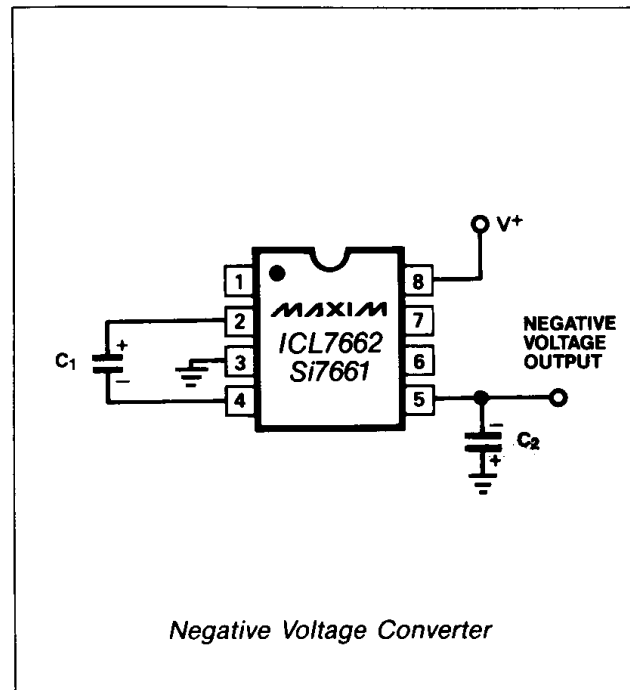 V+
1
8
MAXIM
2
7
NEGATIVE
VOLTAGE
OUTPUT
+
C1
−
ICL7662
3
6
Si7661
4
5
−
C2
+
Negative Voltage Converter